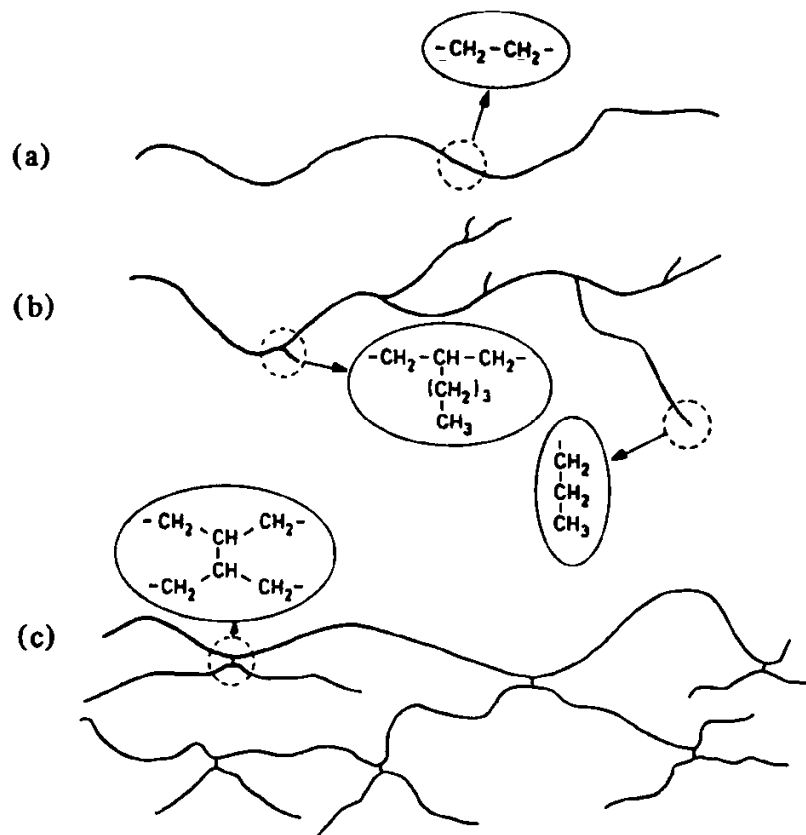 -CH₂-CH₂-
(a)
(b)
-CH₂-CH-CH₂-
(CH₂)₃
CH₃
CH₂
CH₂
CH₃
-CH₂ CH₂-
CH
CH
-CH₂ CH₂-
(c)